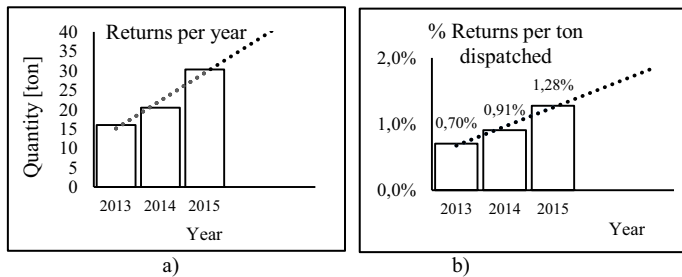 Returns per year
Quantity [ton]
40
35
30
25
20
15
10
5
0
2013 2014 2015
Year
a)
% Returns per ton
dispatched
2,0%
1,0%
0,0%
0,70%
0,91%
1,28%
2013 2014 2015
Year
b)